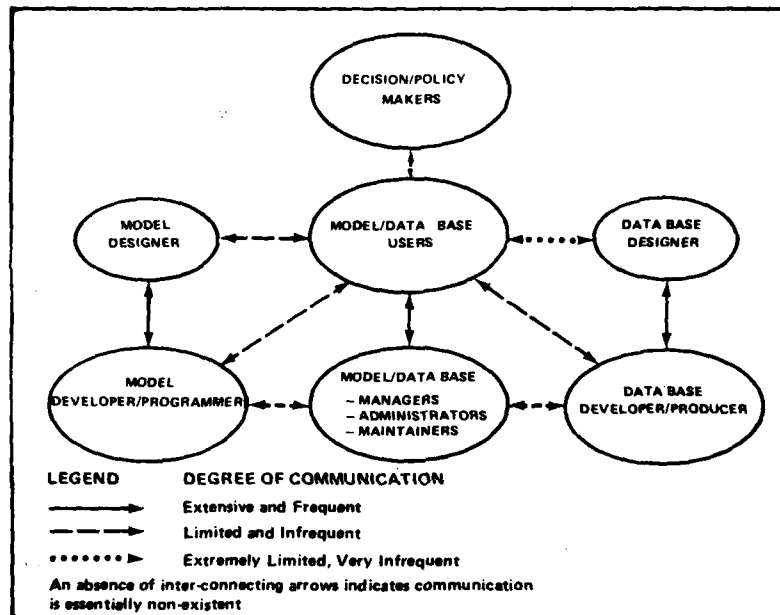 DECISION/POLICY
MAKERS
MODEL
DESIGNER
MODEL/DATA BASE
USERS
DATA BASE
DESIGNER
MODEL
DEVELOPER/PROGRAMMER
MODEL/DATA BASE
– MANAGERS
– ADMINISTRATORS
– MAINTAINERS
DATA BASE
DEVELOPER/PRODUCER
LEGEND DEGREE OF COMMUNICATION
Extensive and Frequent
Limited and Infrequent
Extremely Limited, Very Infrequent
An absence of inter-connecting arrows indicates communication
is essentially non-existent